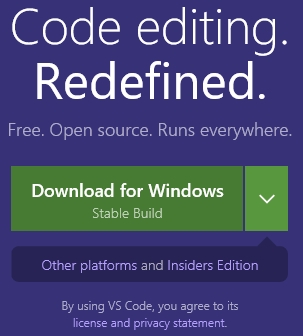 Code editing.
Redefined.
Free. Open source. Runs everywhere.
Download for Windows
Stable Build
Other platforms and Insiders Edition
By using VS Code, you agree to its
license and privacy statement.